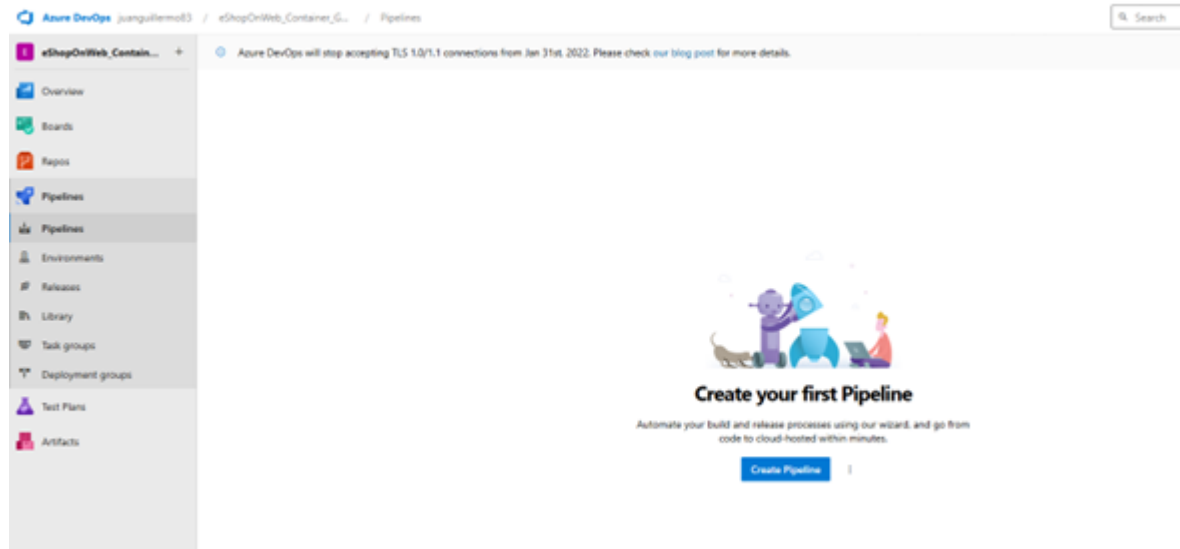 Azure DevOps juanguillermo83 / eShopOnWeb_Container_G... / Pipelines
Search
eShopOnWeb_Contain... +
Azure DevOps will stop accepting TLS 1.0/1.1 connections from Jan 31st, 2022. Please check our blog post for more details.
Overview
Boards
Repos
Pipelines
Pipelines
Environments
Releases
Library
Task groups
Deployment groups
Test Plans
Artifacts
Create your first Pipeline
Automate your build and release processes using our wizard, and go from
code to cloud-hosted within minutes.
Create Pipeline